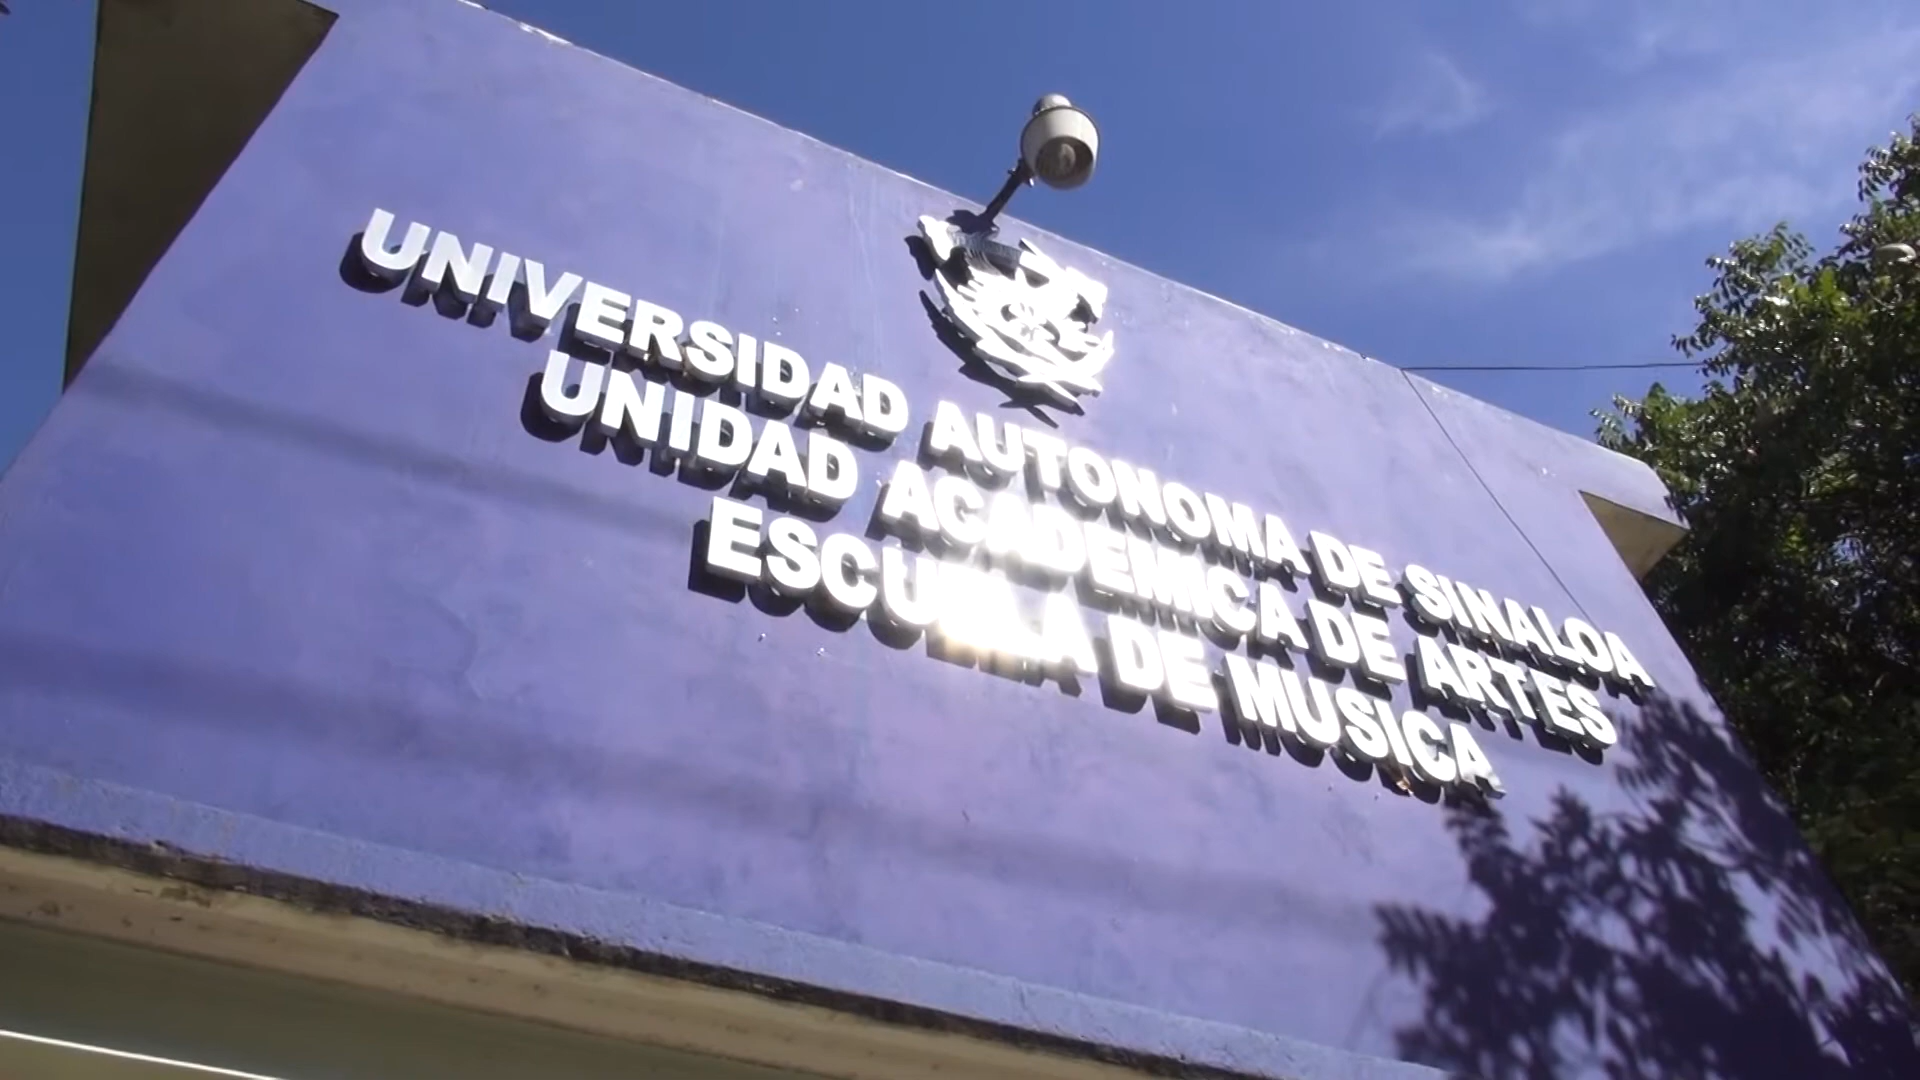 UNIVERSIDAD AUTONOMA DE SINALOA
UNIDAD ACADEMICA DE ARTES
ESCUELA DE MUSICA